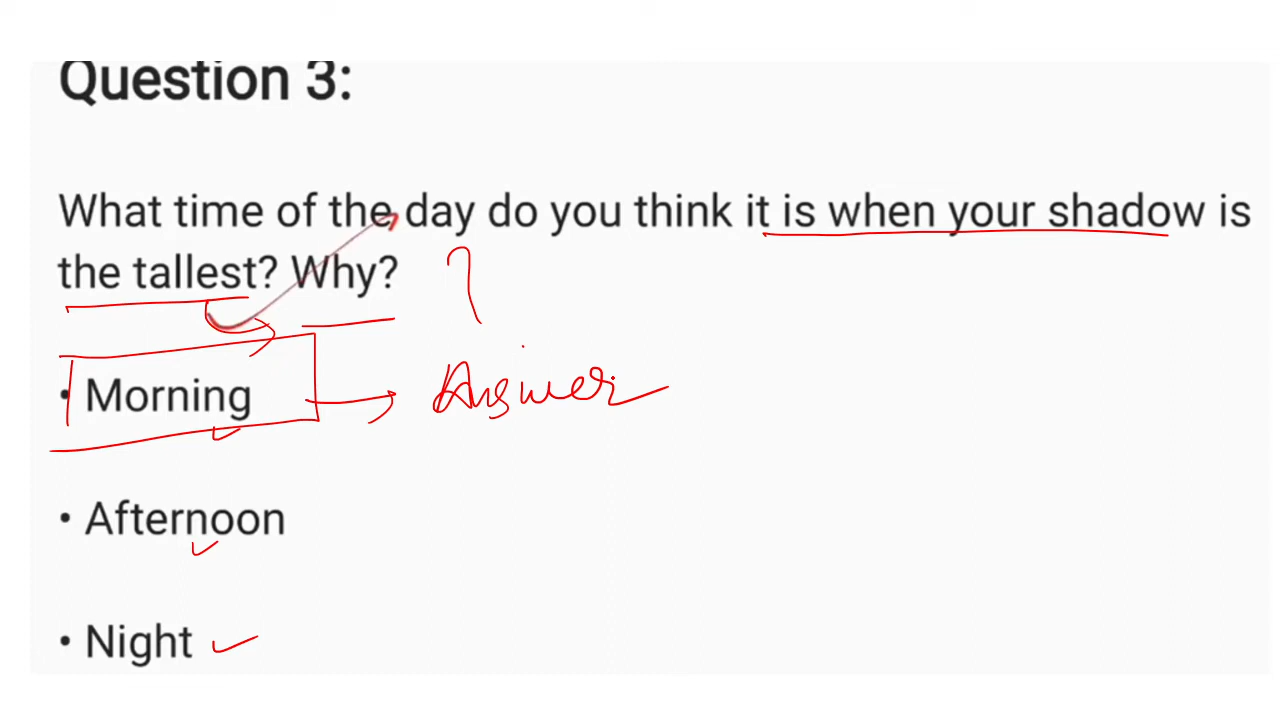 Question 3:
What time of the day do you think it is when your shadow is
the tallest? Why? ?
• Morning → Answer
• Afternoon
• Night